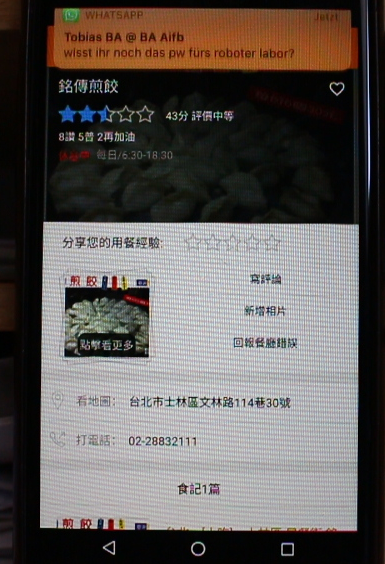 WHATSAPP Jetzt
Tobias BA @ BA Aifb
wisst ihr noch das pw fürs roboter labor?
銘傳煎餃
43分 評價中等
8讚 5普 2再加油
每日/6:30-18:30
分享您的用餐經驗:
寫評論
煎餃
新增相片
點擊看更多
回報餐廳錯誤
看地圖: 台北市士林區文林路114巷30號
打電話: 02-28832111
食記1篇
煎餃